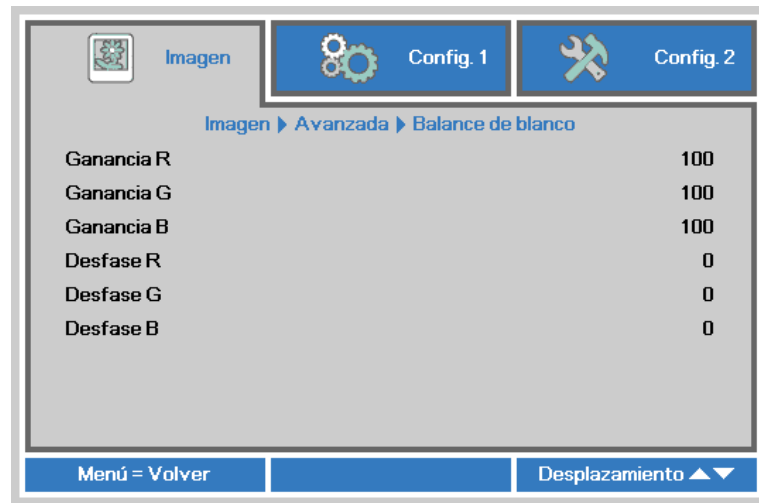 Imagen Config. 1 Config. 2
Imagen ▶ Avanzada ▶ Balance de blanco
Ganancia R 100
Ganancia G 100
Ganancia B 100
Desfase R 0
Desfase G 0
Desfase B 0
Menú = Volver Desplazamiento ▲▼